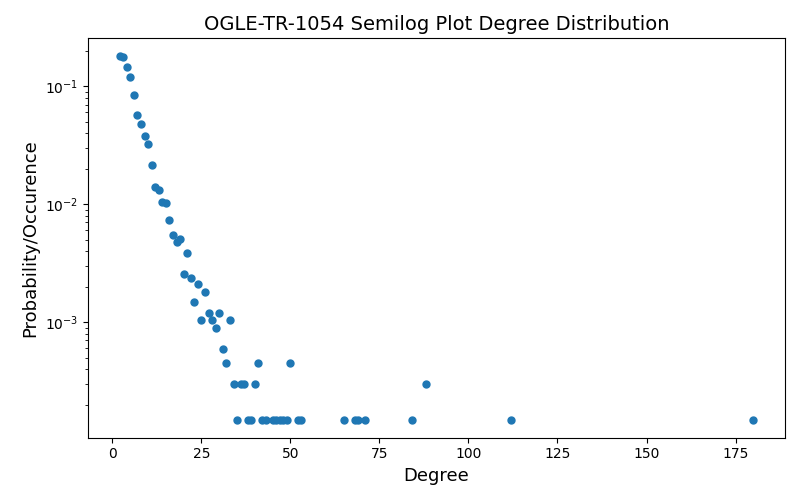 OGLE-TR-1054 Semilog Plot Degree Distribution
Probability/Occurence
10⁻¹
10⁻²
10⁻³
0 25 50 75 100 125 150 175
Degree